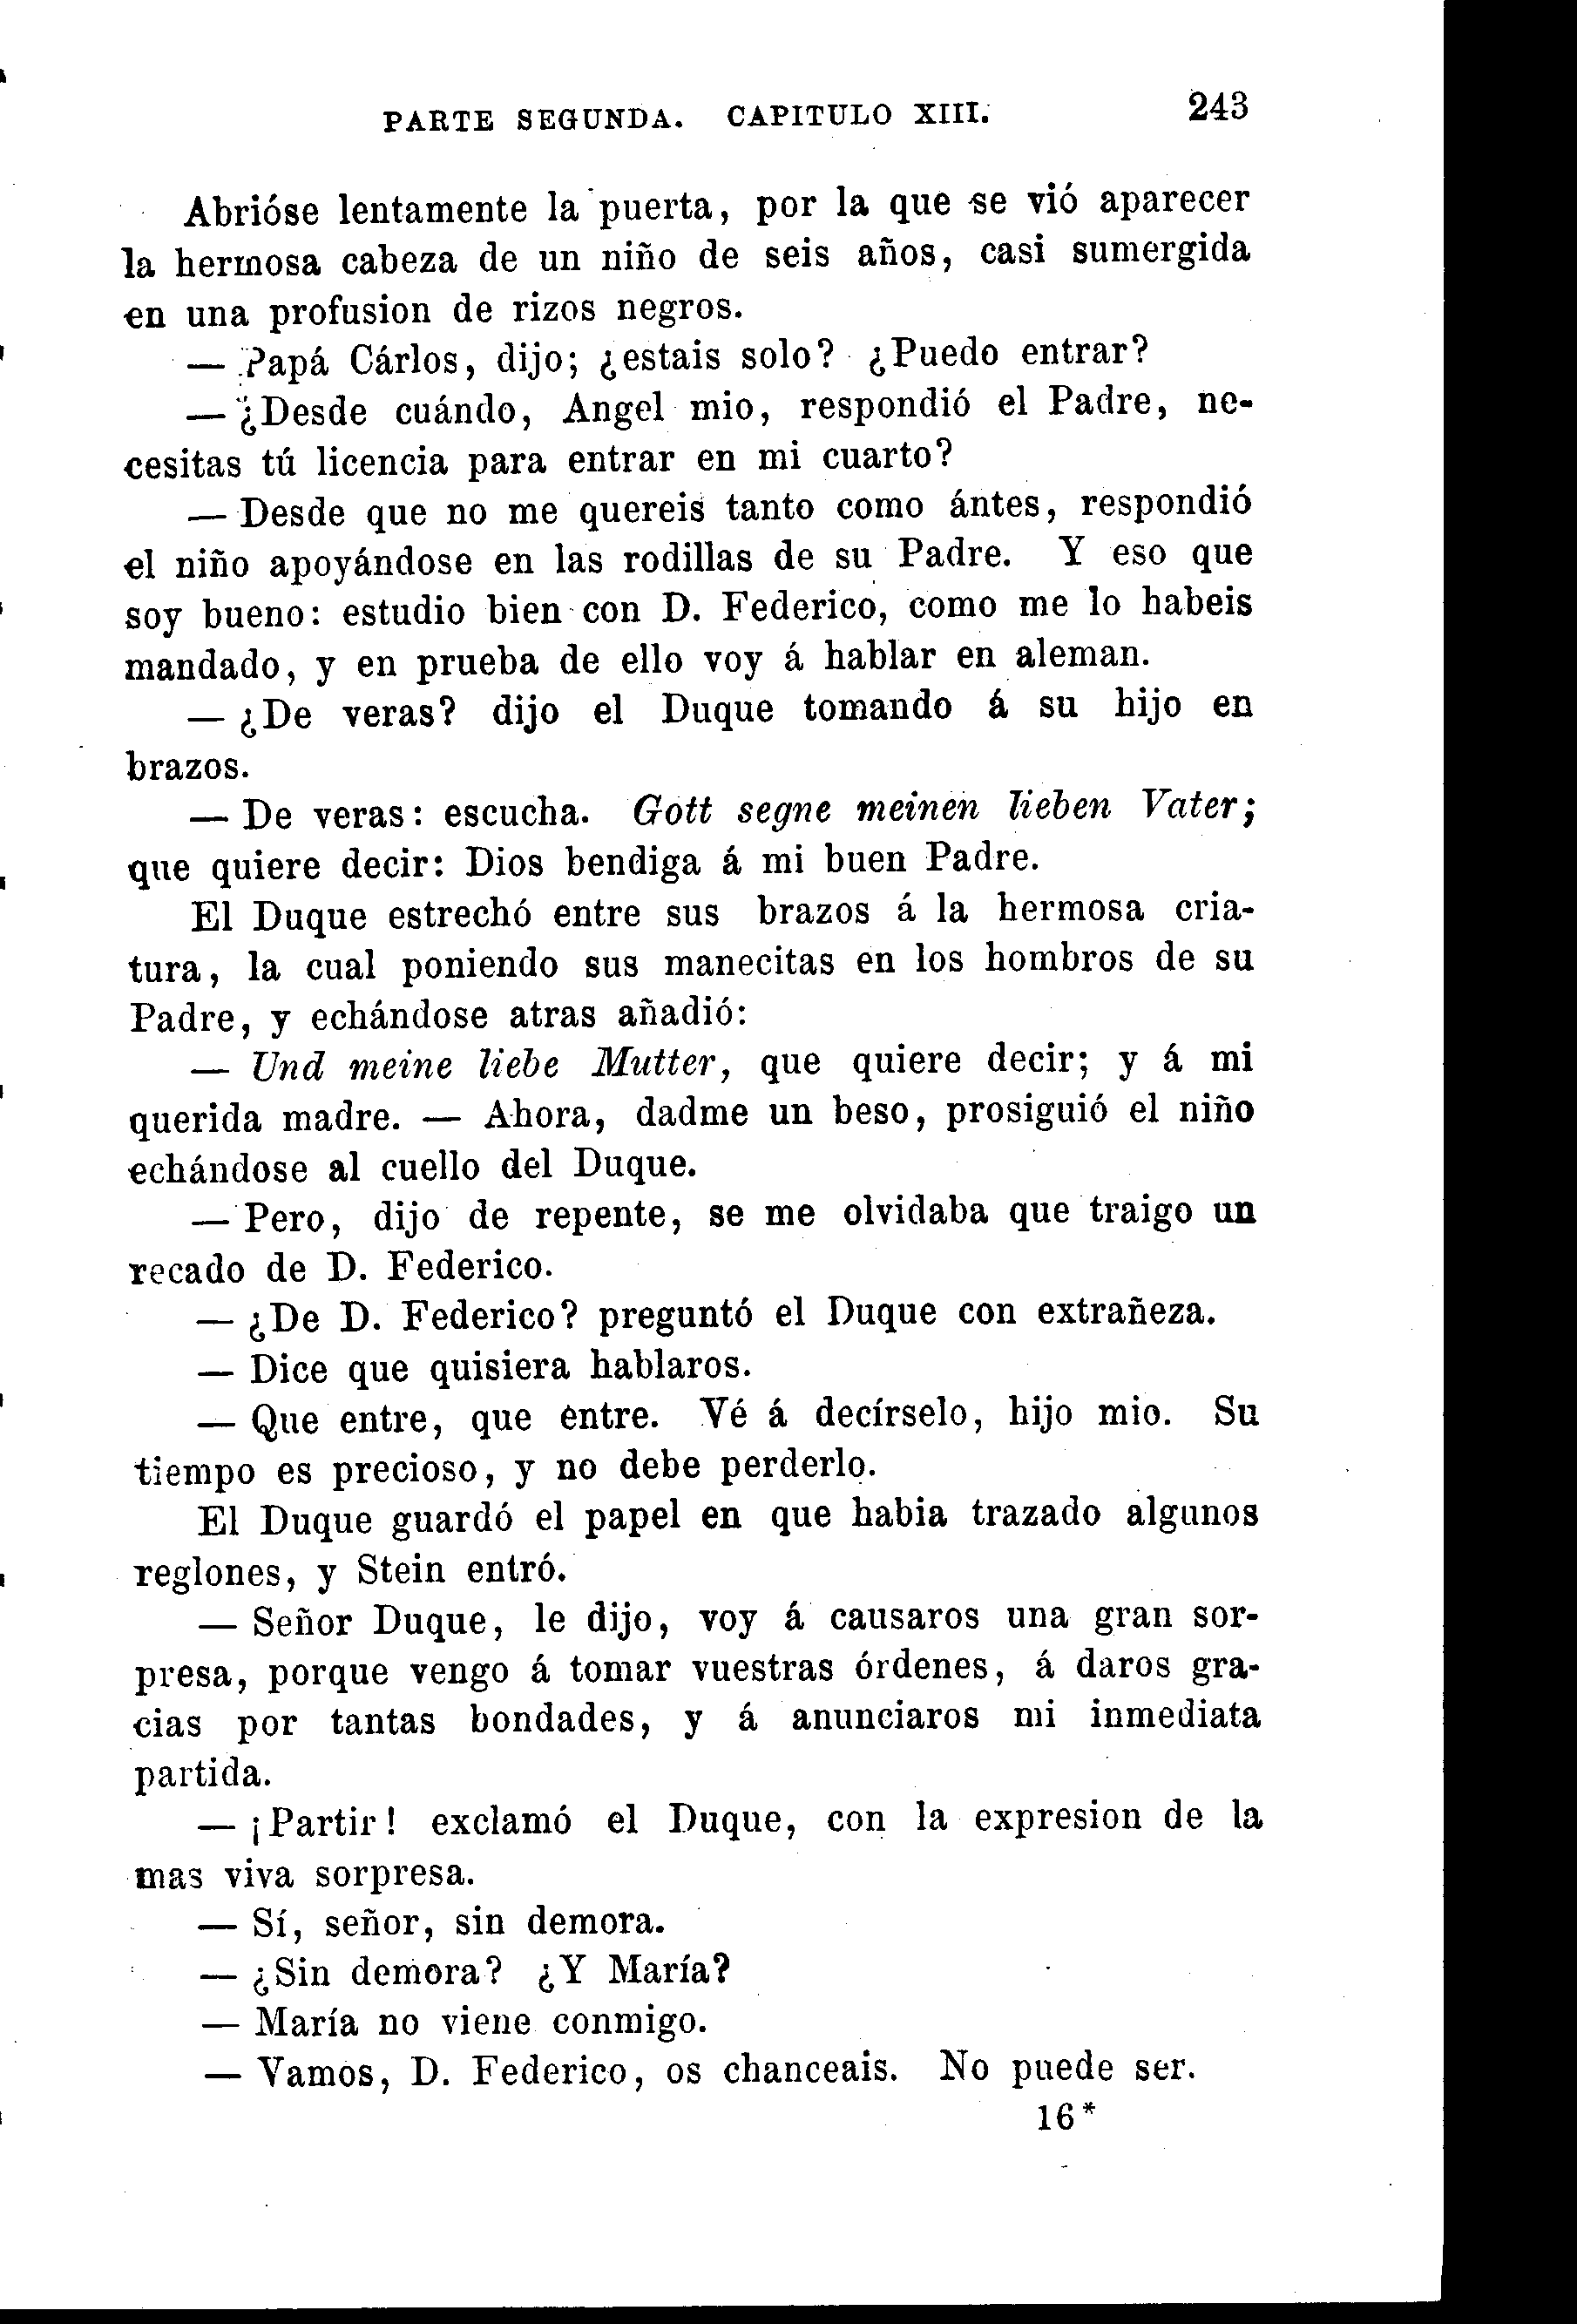 PARTE SEGUNDA. CAPITULO XIII. 243
Abrióse lentamente la puerta, por la que se vió aparecer
la hermosa cabeza de un niño de seis años, casi sumergida
en una profusion de rizos negros.
— Papá Cárlos, dijo; ¿estais solo? ¿Puedo entrar?
— ¿Desde cuándo, Angel mio, respondió el Padre, ne-
cesitas tú licencia para entrar en mi cuarto?
— Desde que no me quereis tanto como ántes, respondió
el niño apoyándose en las rodillas de su Padre. Y eso que
soy bueno: estudio bien con D. Federico, como me lo habeis
mandado, y en prueba de ello voy á hablar en aleman.
— ¿De veras? dijo el Duque tomando á su hijo en
brazos.
— De veras: escucha. Gott segne meinen lieben Vater;
que quiere decir: Dios bendiga á mi buen Padre.
El Duque estrechó entre sus brazos á la hermosa cria-
tura, la cual poniendo sus manecitas en los hombros de su
Padre, y echándose atras añadió:
— Und meine liebe Mutter, que quiere decir; y á mi
querida madre. — Ahora, dadme un beso, prosiguió el niño
echándose al cuello del Duque.
— Pero, dijo de repente, se me olvidaba que traigo un
recado de D. Federico.
— ¿De D. Federico? preguntó el Duque con extrañeza.
— Dice que quisiera hablaros.
— Que entre, que entre. Vé á decírselo, hijo mio. Su
tiempo es precioso, y no debe perderlo.
El Duque guardó el papel en que habia trazado algunos
reglones, y Stein entró.
— Señor Duque, le dijo, voy á causaros una gran sor-
presa, porque vengo á tomar vuestras órdenes, á daros gra-
cias por tantas bondades, y á anunciaros mi inmediata
partida.
— ¡Partir! exclamó el Duque, con la expresion de la
mas viva sorpresa.
— Sí, señor, sin demora.
— ¿Sin demora? ¿Y María?
— María no viene conmigo.
— Vamos, D. Federico, os chanceais. No puede ser.
16*